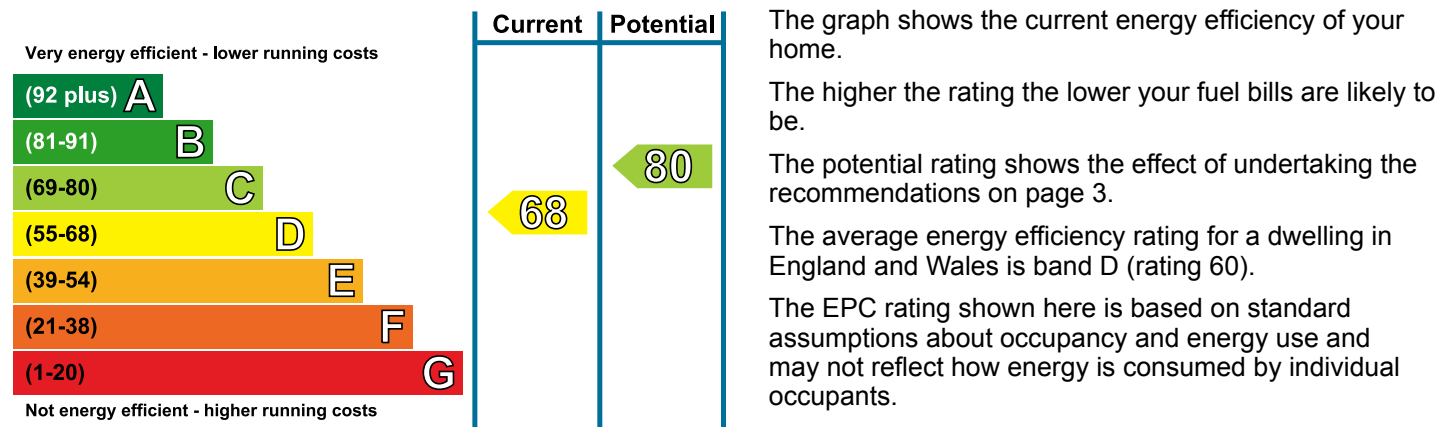 Current Potential
Very energy efficient - lower running costs
(92 plus) A
(81-91) B
(69-80) C
(55-68) D
(39-54) E
(21-38) F
(1-20) G
Not energy efficient - higher running costs
68
80
The graph shows the current energy efficiency of your
home.
The higher the rating the lower your fuel bills are likely to
be.
The potential rating shows the effect of undertaking the
recommendations on page 3.
The average energy efficiency rating for a dwelling in
England and Wales is band D (rating 60).
The EPC rating shown here is based on standard
assumptions about occupancy and energy use and
may not reflect how energy is consumed by individual
occupants.